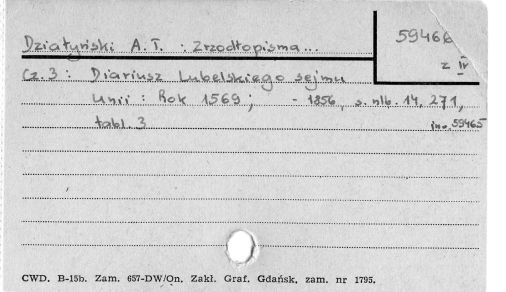 59466
z IV
Działyński A. T. : Zrzodłopisma...
Cz. 3 : Diariusz Lubelskiego sejmu
Unii : Rok 1569 ; - 1856, s. nlb. 14, 271,
tabl. 3
inw. 59465
CWD. B-15b. Zam. 657-DW/On. Zakł. Graf. Gdańsk, zam. nr 1795.